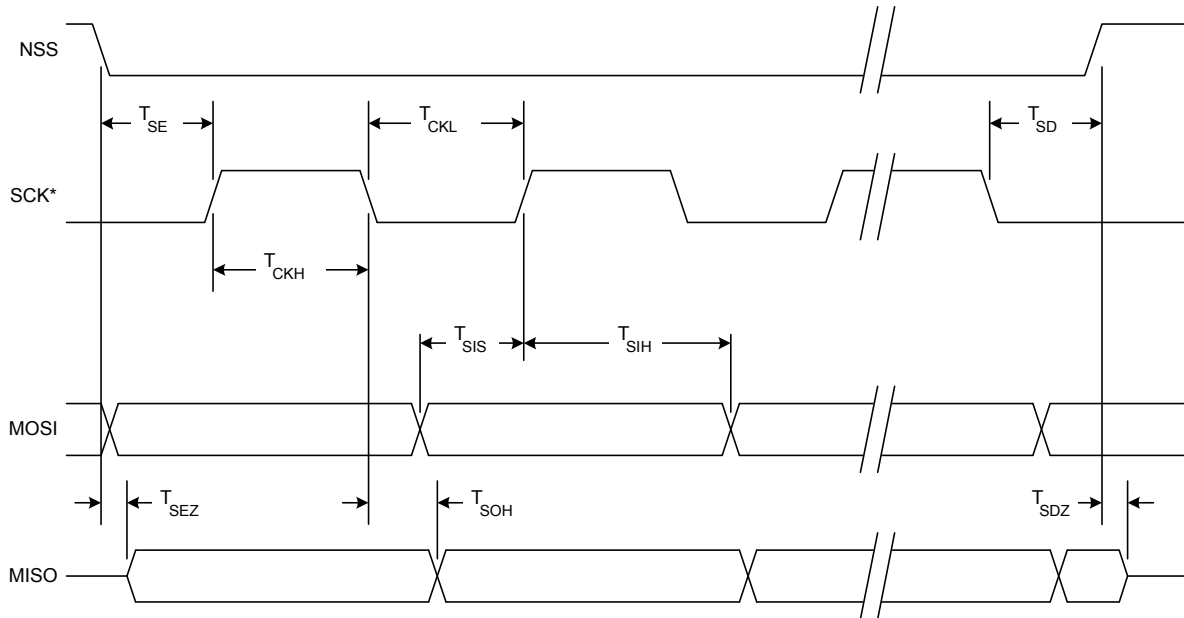 NSS
T_SE
T_CKL
T_SD
SCK*
T_CKH
T_SIS
T_SIH
MOSI
T_SEZ
T_SOH
T_SDZ
MISO